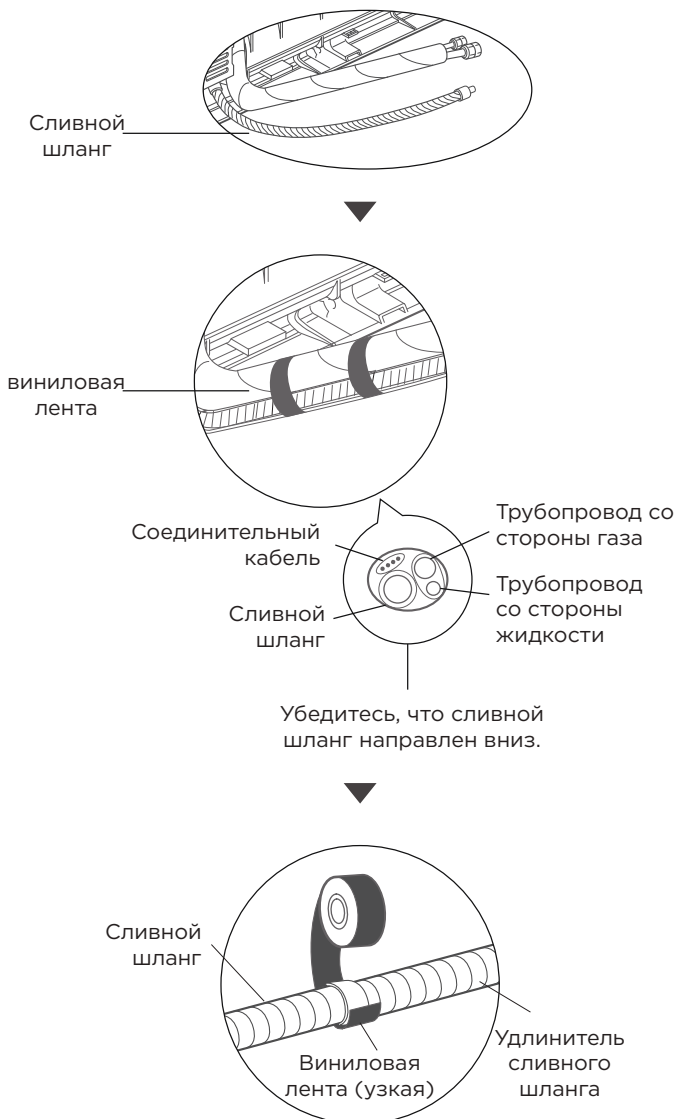 Сливной
шланг
виниловая
лента
Соединительный
кабель
Трубопровод со
стороны газа
Сливной
шланг
Трубопровод
со стороны
жидкости
Убедитесь, что сливной
шланг направлен вниз.
Сливной
шланг
Виниловая
лента (узкая)
Удлинитель
сливного
шланга